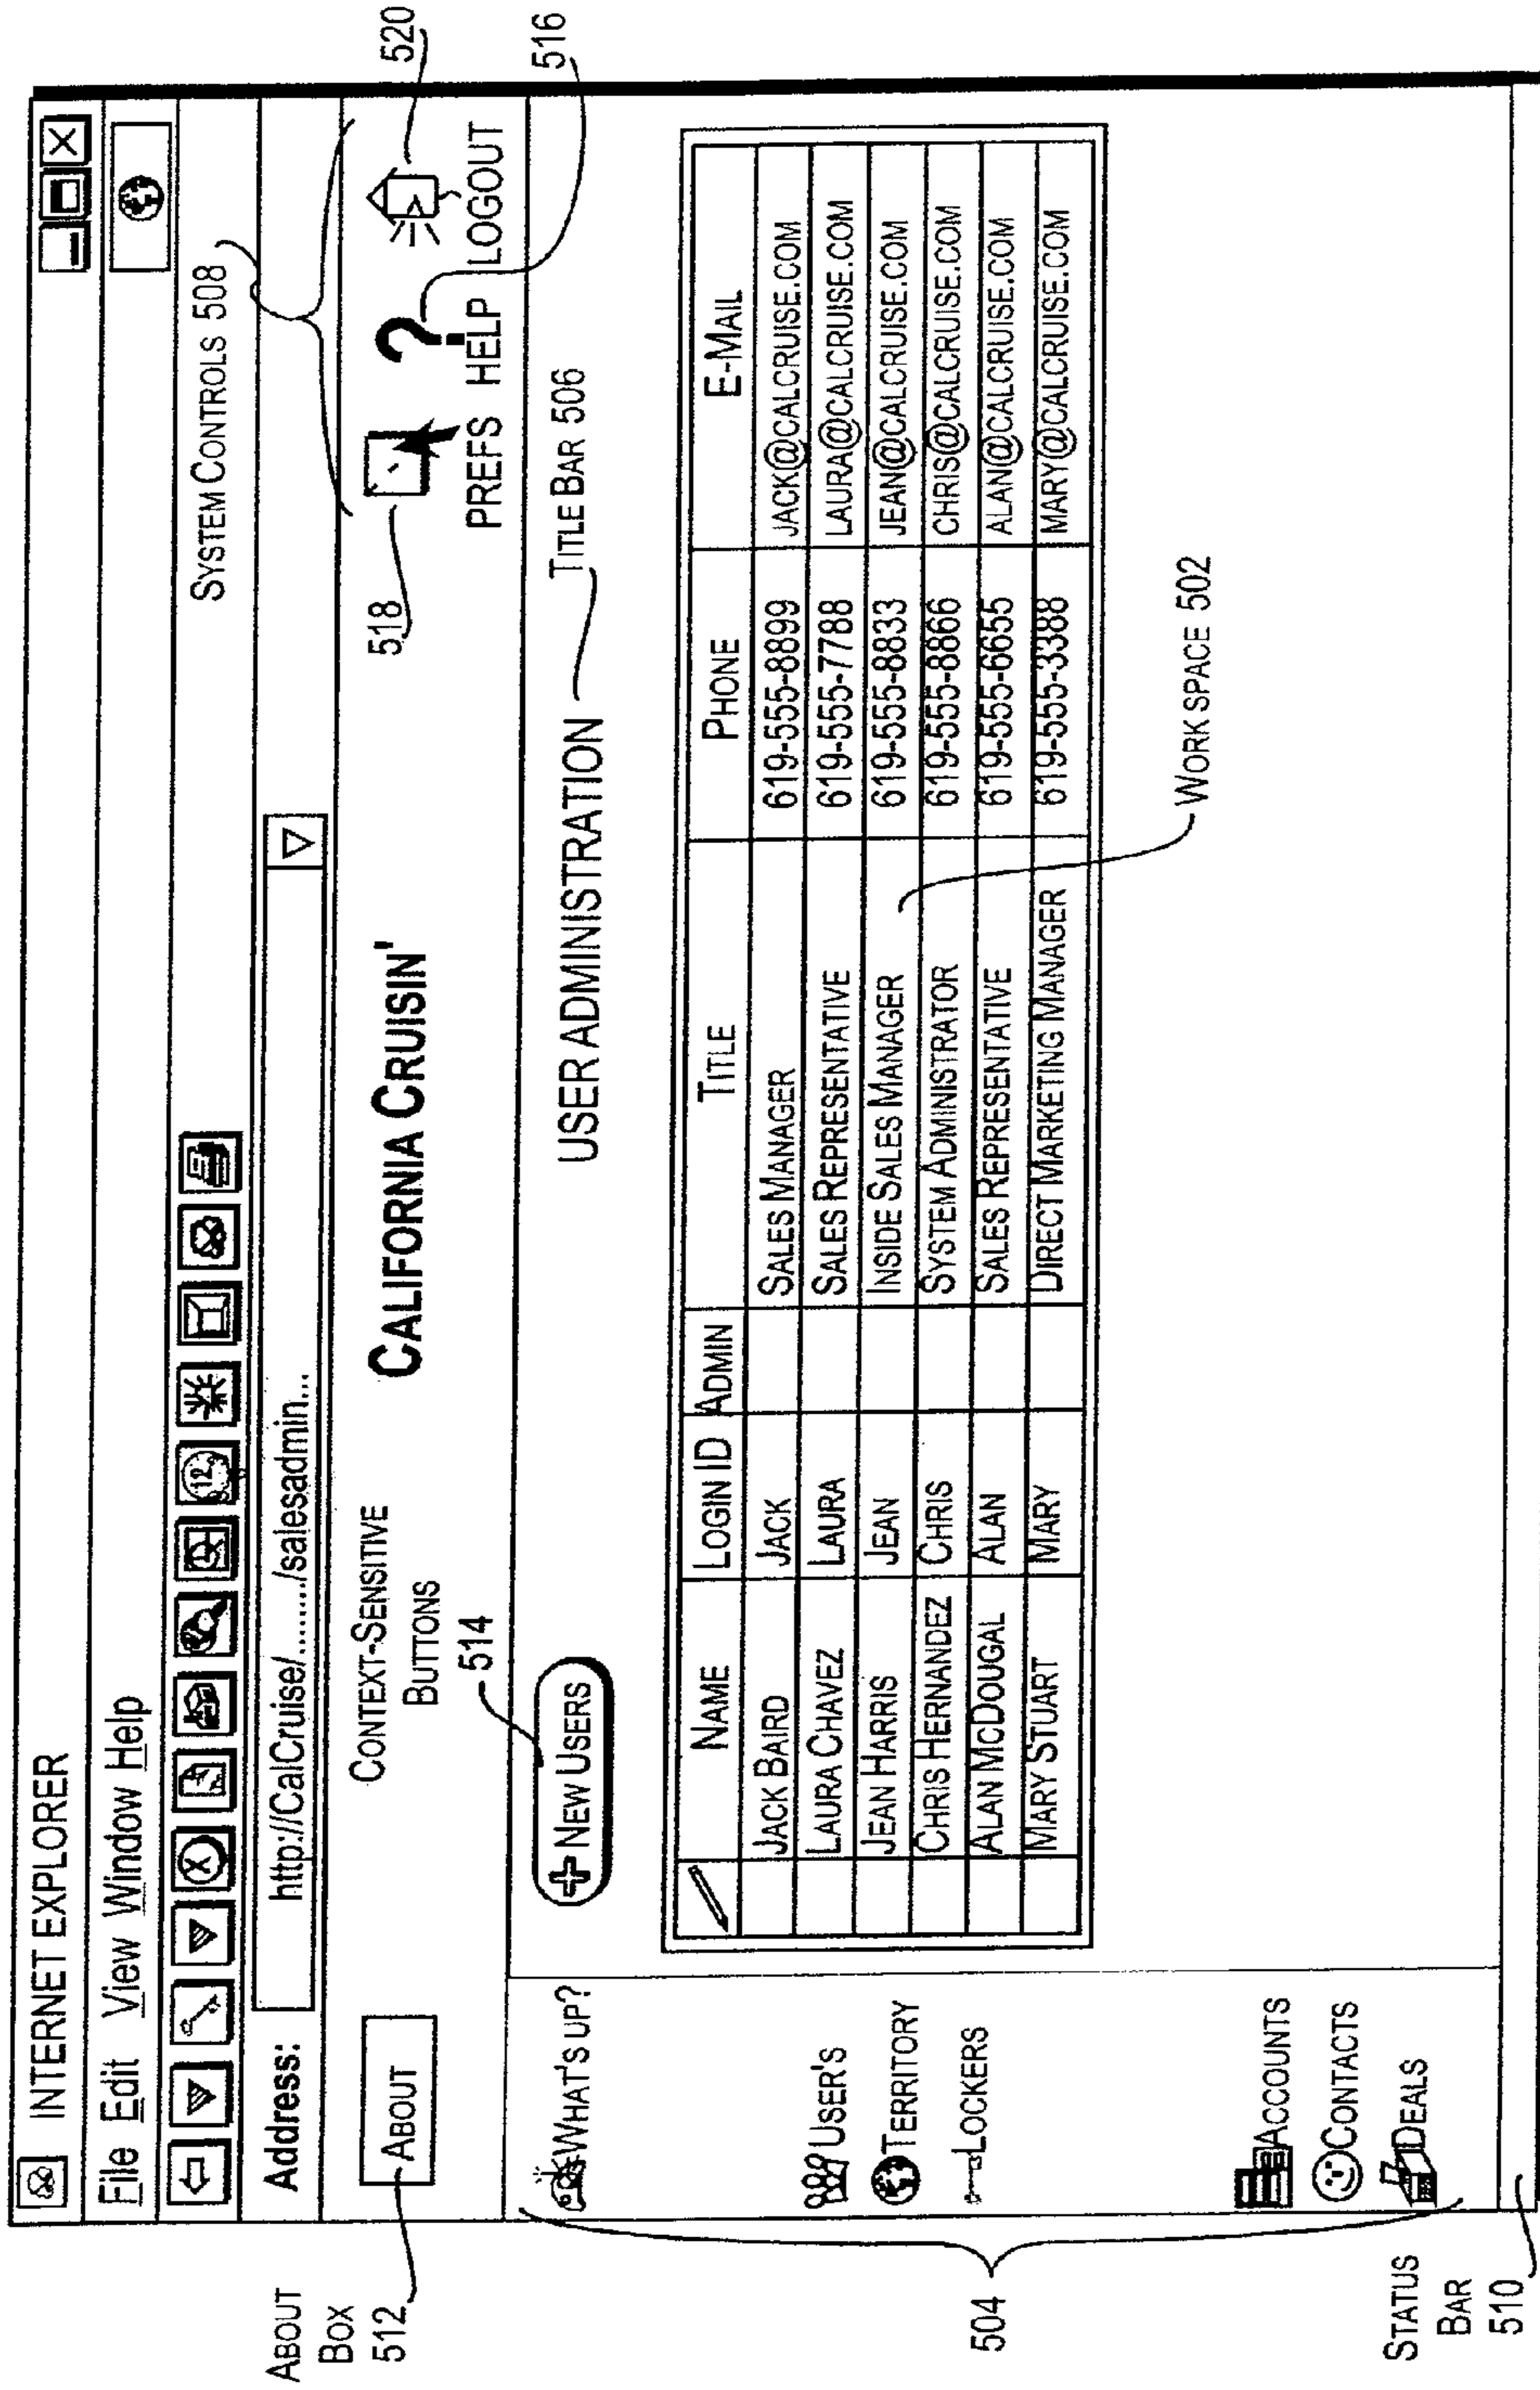 INTERNET EXPLORER
File Edit View Window Help
12
SYSTEM CONTROLS 508
Address: http://CalCruise/......../salesadmin...
ABOUT
BOX
512
ABOUT
CONTEXT-SENSITIVE
BUTTONS
514
CALIFORNIA CRUISIN'
518
520
516
PREFS HELP LOGOUT
WHAT'S UP?
+ NEW USERS
USER ADMINISTRATION
TITLE BAR 506
NAME LOGIN ID ADMIN TITLE PHONE E-MAIL
JACK BAIRD JACK SALES MANAGER 619-555-8899 JACK@CALCRUISE.COM
LAURA CHAVEZ LAURA SALES REPRESENTATIVE 619-555-7788 LAURA@CALCRUISE.COM
JEAN HARRIS JEAN INSIDE SALES MANAGER 619-555-8833 JEAN@CALCRUISE.COM
CHRIS HERNANDEZ CHRIS SYSTEM ADMINISTRATOR 619-555-8866 CHRIS@CALCRUISE.COM
ALAN MCDOUGAL ALAN SALES REPRESENTATIVE 619-555-6655 ALAN@CALCRUISE.COM
MARY STUART MARY DIRECT MARKETING MANAGER 619-555-3388 MARY@CALCRUISE.COM
USER'S
TERRITORY
LOCKERS
504
WORK SPACE 502
ACCOUNTS
CONTACTS
DEALS
STATUS
BAR
510